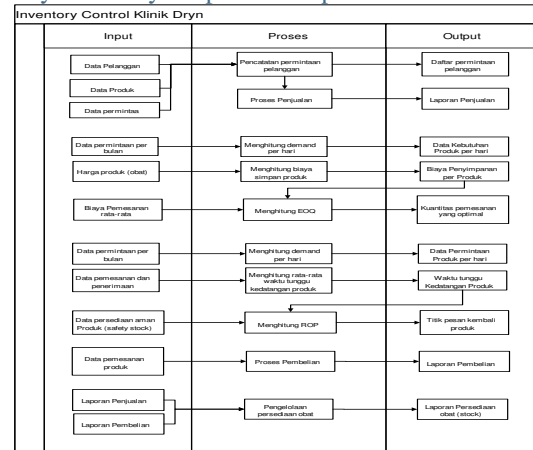 Inventory Control Klinik Dryn
Input
Proses
Output
Data Pelanggan
Pencatatan permintaan
pelanggan
Daftar permintaan
pelanggan
Data Produk
Data permintaa
Proses Penjualan
Laporan Penjualan
Data permintaan per
bulan
Menghitung demand
per hari
Data Kebutuhan
Produk per hari
Harga produk (obat)
Menghitung biaya
simpan produk
Biaya Penyimpanan
per Produk
Biaya Pemesanan
rata-rata
Menghitung EOQ
Kuantitas pemesanan
yang optimal
Data permintaan per
bulan
Menghitung demand
per hari
Data Permintaan
Produk per hari
Data pemesanan dan
penerimaan
Menghitung rata-rata
waktu tunggu
kedatangan produk
Waktu tunggu
Kedatangan Produk
Data persediaan aman
Produk (safety stock)
Menghitung ROP
Titik pesan kembali
produk
Data pemesanan
produk
Proses Pembelian
Laporan Pembelian
Laporan Penjualan
Laporan Pembelian
Pengelolaan
persediaan obat
Laporan Persediaan
obat (stock)